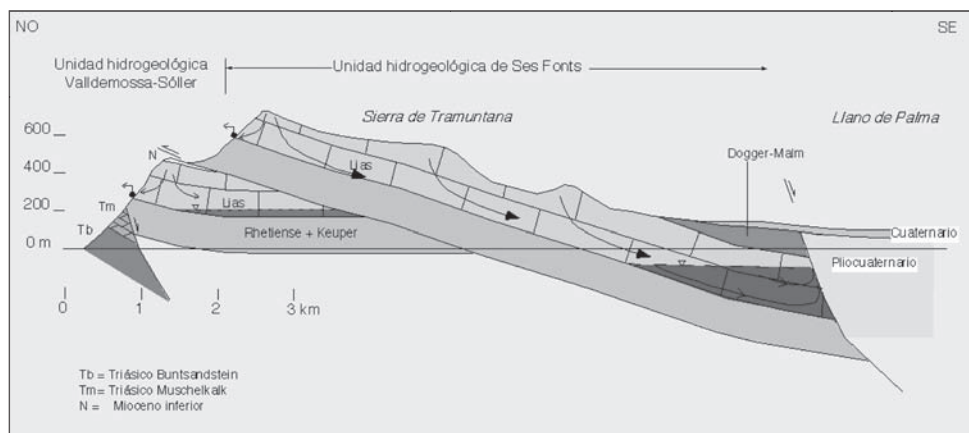 NO
SE
Unidad hidrogeológica
Valldemossa-Sóller
Unidad hidrogeológica de Ses Fonts
Sierra de Tramuntana
Llano de Palma
600
400
200
0 m
N
Lias
Lias
Dogger-Malm
Tm
Tb
Rhetiense + Keuper
Cuaternario
Pliocuaternario
0
1
2
3 km
Tb = Triásico Buntsandstein
Tm= Triásico Muschelkalk
N = Mioceno inferior